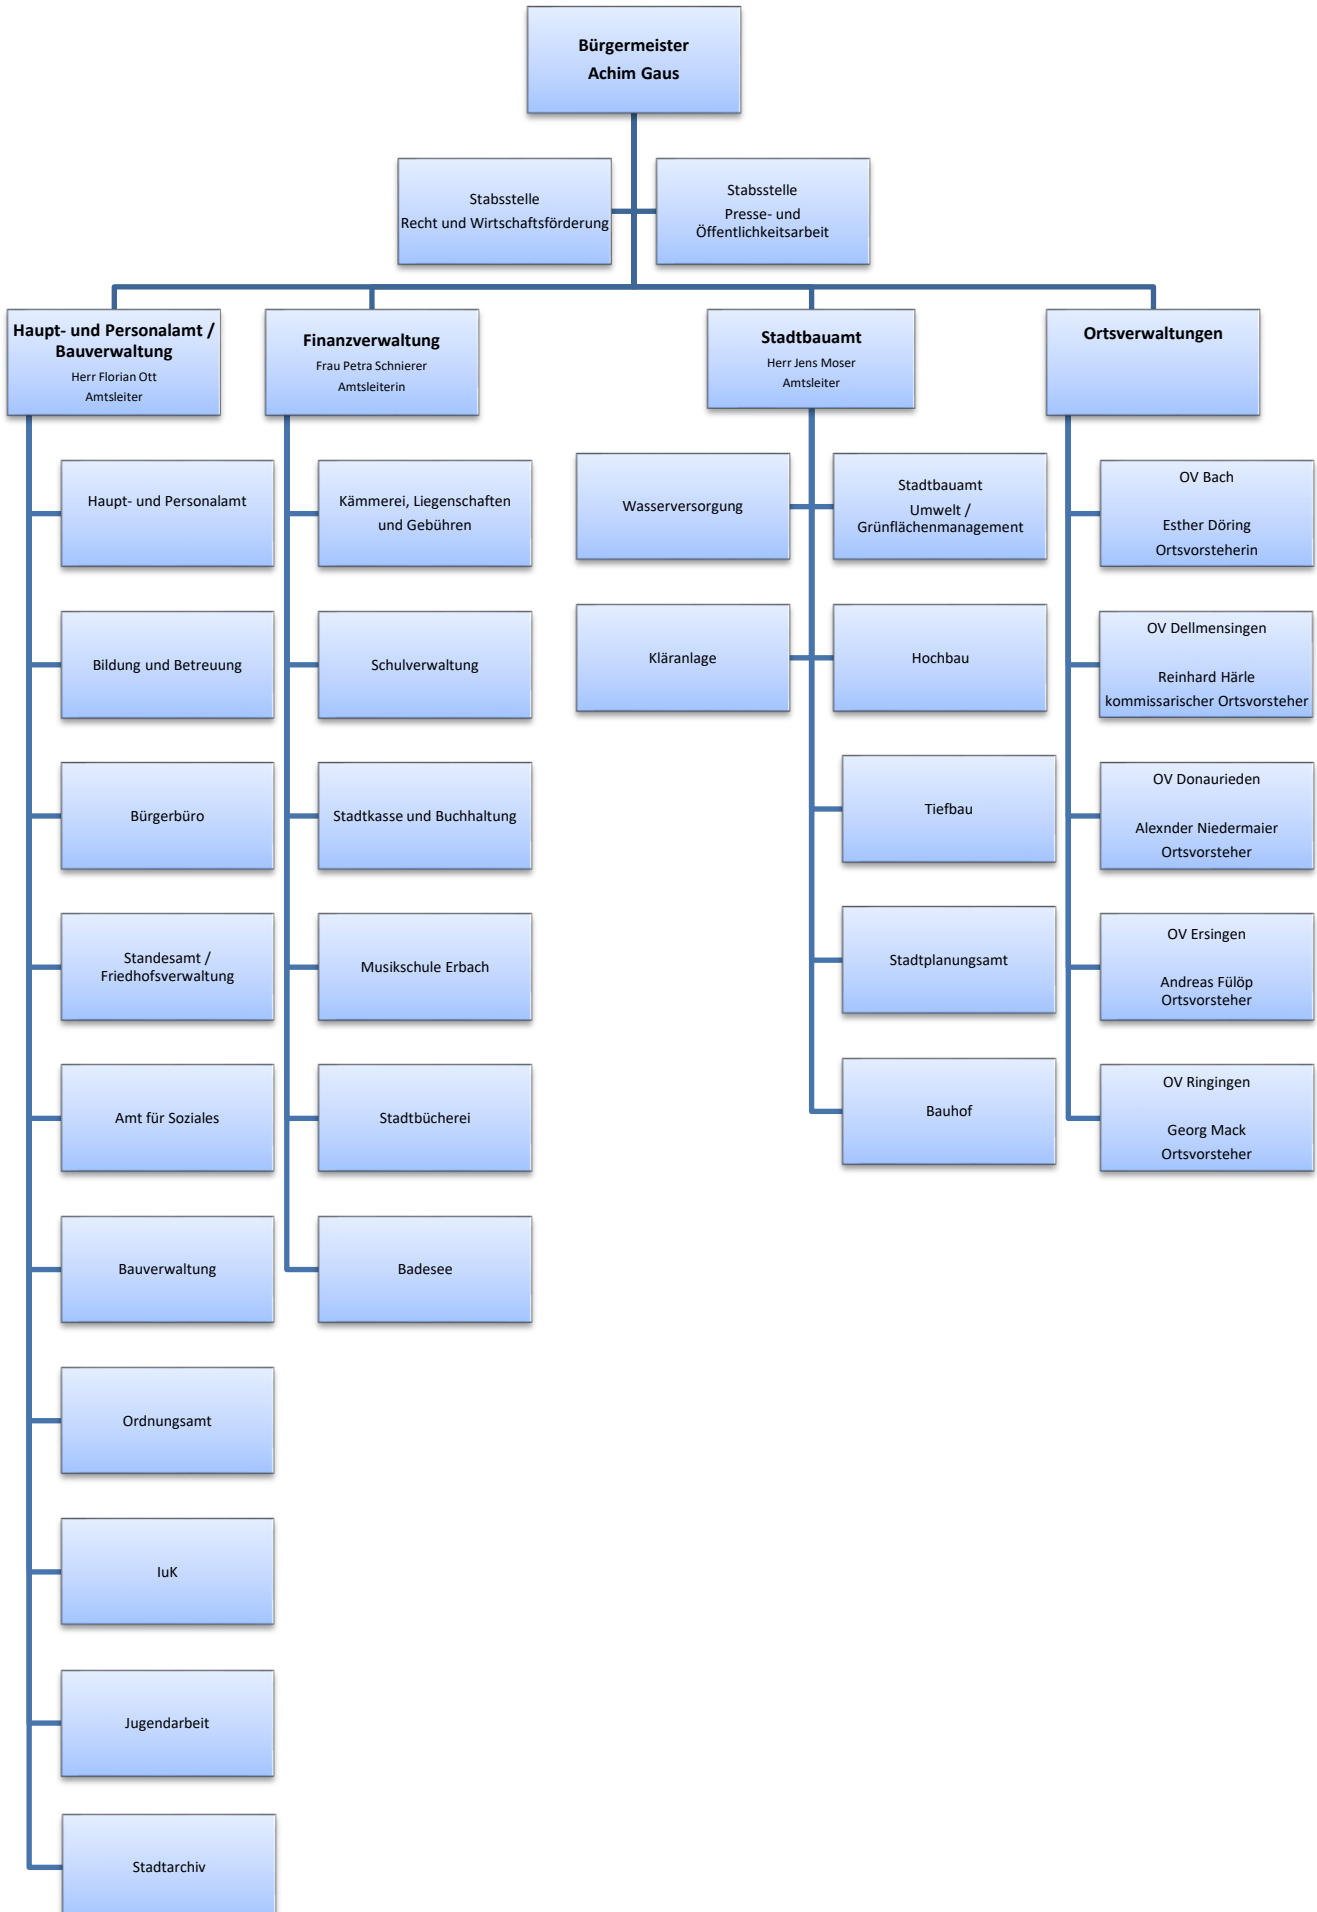 Bürgermeister
Achim Gaus
Stabsstelle
Recht und Wirtschaftsförderung
Stabsstelle
Presse- und
Öffentlichkeitsarbeit
Haupt- und Personalamt /
Bauverwaltung
Herr Florian Ott
Amtsleiter
Haupt- und Personalamt
Bildung und Betreuung
Bürgerbüro
Standesamt /
Friedhofsverwaltung
Amt für Soziales
Bauverwaltung
Ordnungsamt
IuK
Jugendarbeit
Stadtarchiv
Finanzverwaltung
Frau Petra Schnierer
Amtsleiterin
Kämmerei, Liegenschaften
und Gebühren
Schulverwaltung
Stadtkasse und Buchhaltung
Musikschule Erbach
Stadtbücherei
Badesee
Stadtbauamt
Herr Jens Moser
Amtsleiter
Wasserversorgung
Stadtbauamt
Umwelt /
Grünflächenmanagement
Kläranlage
Hochbau
Tiefbau
Stadtplanungsamt
Bauhof
Ortsverwaltungen
OV Bach
Esther Döring
Ortsvorsteherin
OV Dellmensingen
Reinhard Härle
kommissarischer Ortsvorsteher
OV Donaurieden
Alexnder Niedermaier
Ortsvorsteher
OV Ersingen
Andreas Fülöp
Ortsvorsteher
OV Ringingen
Georg Mack
Ortsvorsteher